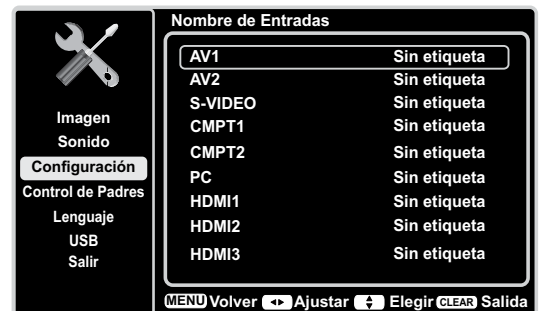 Nombre de Entradas
Imagen
Sonido
Configuración
Control de Padres
Lenguaje
USB
Salir
AV1 Sin etiqueta
AV2 Sin etiqueta
S-VIDEO Sin etiqueta
CMPT1 Sin etiqueta
CMPT2 Sin etiqueta
PC Sin etiqueta
HDMI1 Sin etiqueta
HDMI2 Sin etiqueta
HDMI3 Sin etiqueta
MENU Volver Ajustar Elegir CLEAR Salida